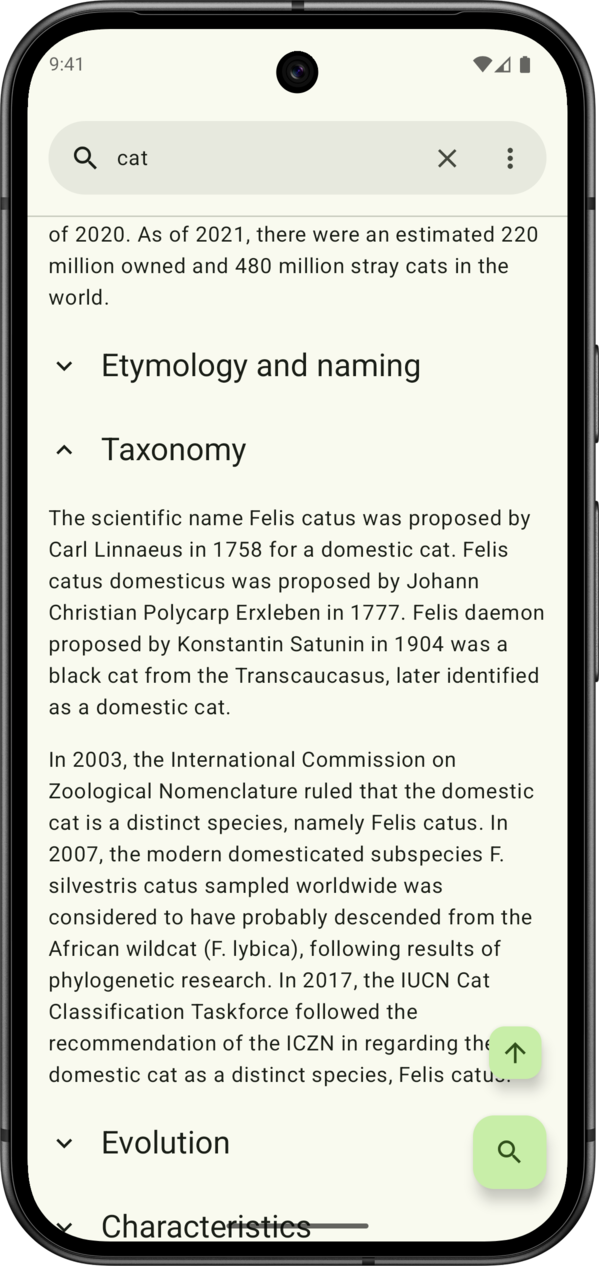 9:41
cat
of 2020. As of 2021, there were an estimated 220
million owned and 480 million stray cats in the
world.
Etymology and naming
Taxonomy
The scientific name Felis catus was proposed by
Carl Linnaeus in 1758 for a domestic cat. Felis
catus domesticus was proposed by Johann
Christian Polycarp Erxleben in 1777. Felis daemon
proposed by Konstantin Satunin in 1904 was a
black cat from the Transcaucasus, later identified
as a domestic cat.
In 2003, the International Commission on
Zoological Nomenclature ruled that the domestic
cat is a distinct species, namely Felis catus. In
2007, the modern domesticated subspecies F.
silvestris catus sampled worldwide was
considered to have probably descended from the
African wildcat (F. lybica), following results of
phylogenetic research. In 2017, the IUCN Cat
Classification Taskforce followed the
recommendation of the ICZN in regarding the
domestic cat as a distinct species, Felis catus.
Evolution
Characteristics